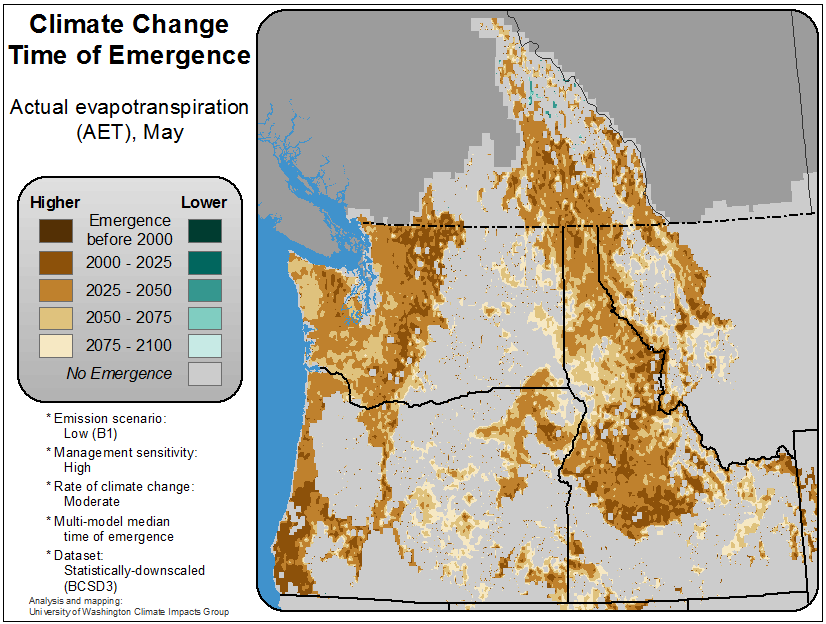 Climate Change
Time of Emergence
Actual evapotranspiration
(AET), May
Higher
Lower
Emergence
before 2000
2000 - 2025
2025 - 2050
2050 - 2075
2075 - 2100
No Emergence
* Emission scenario:
Low (B1)
* Management sensitivity:
High
* Rate of climate change:
Moderate
* Multi-model median
time of emergence
* Dataset:
Statistically-downscaled
(BCSD3)
Analysis and mapping:
University of Washington Climate Impacts Group